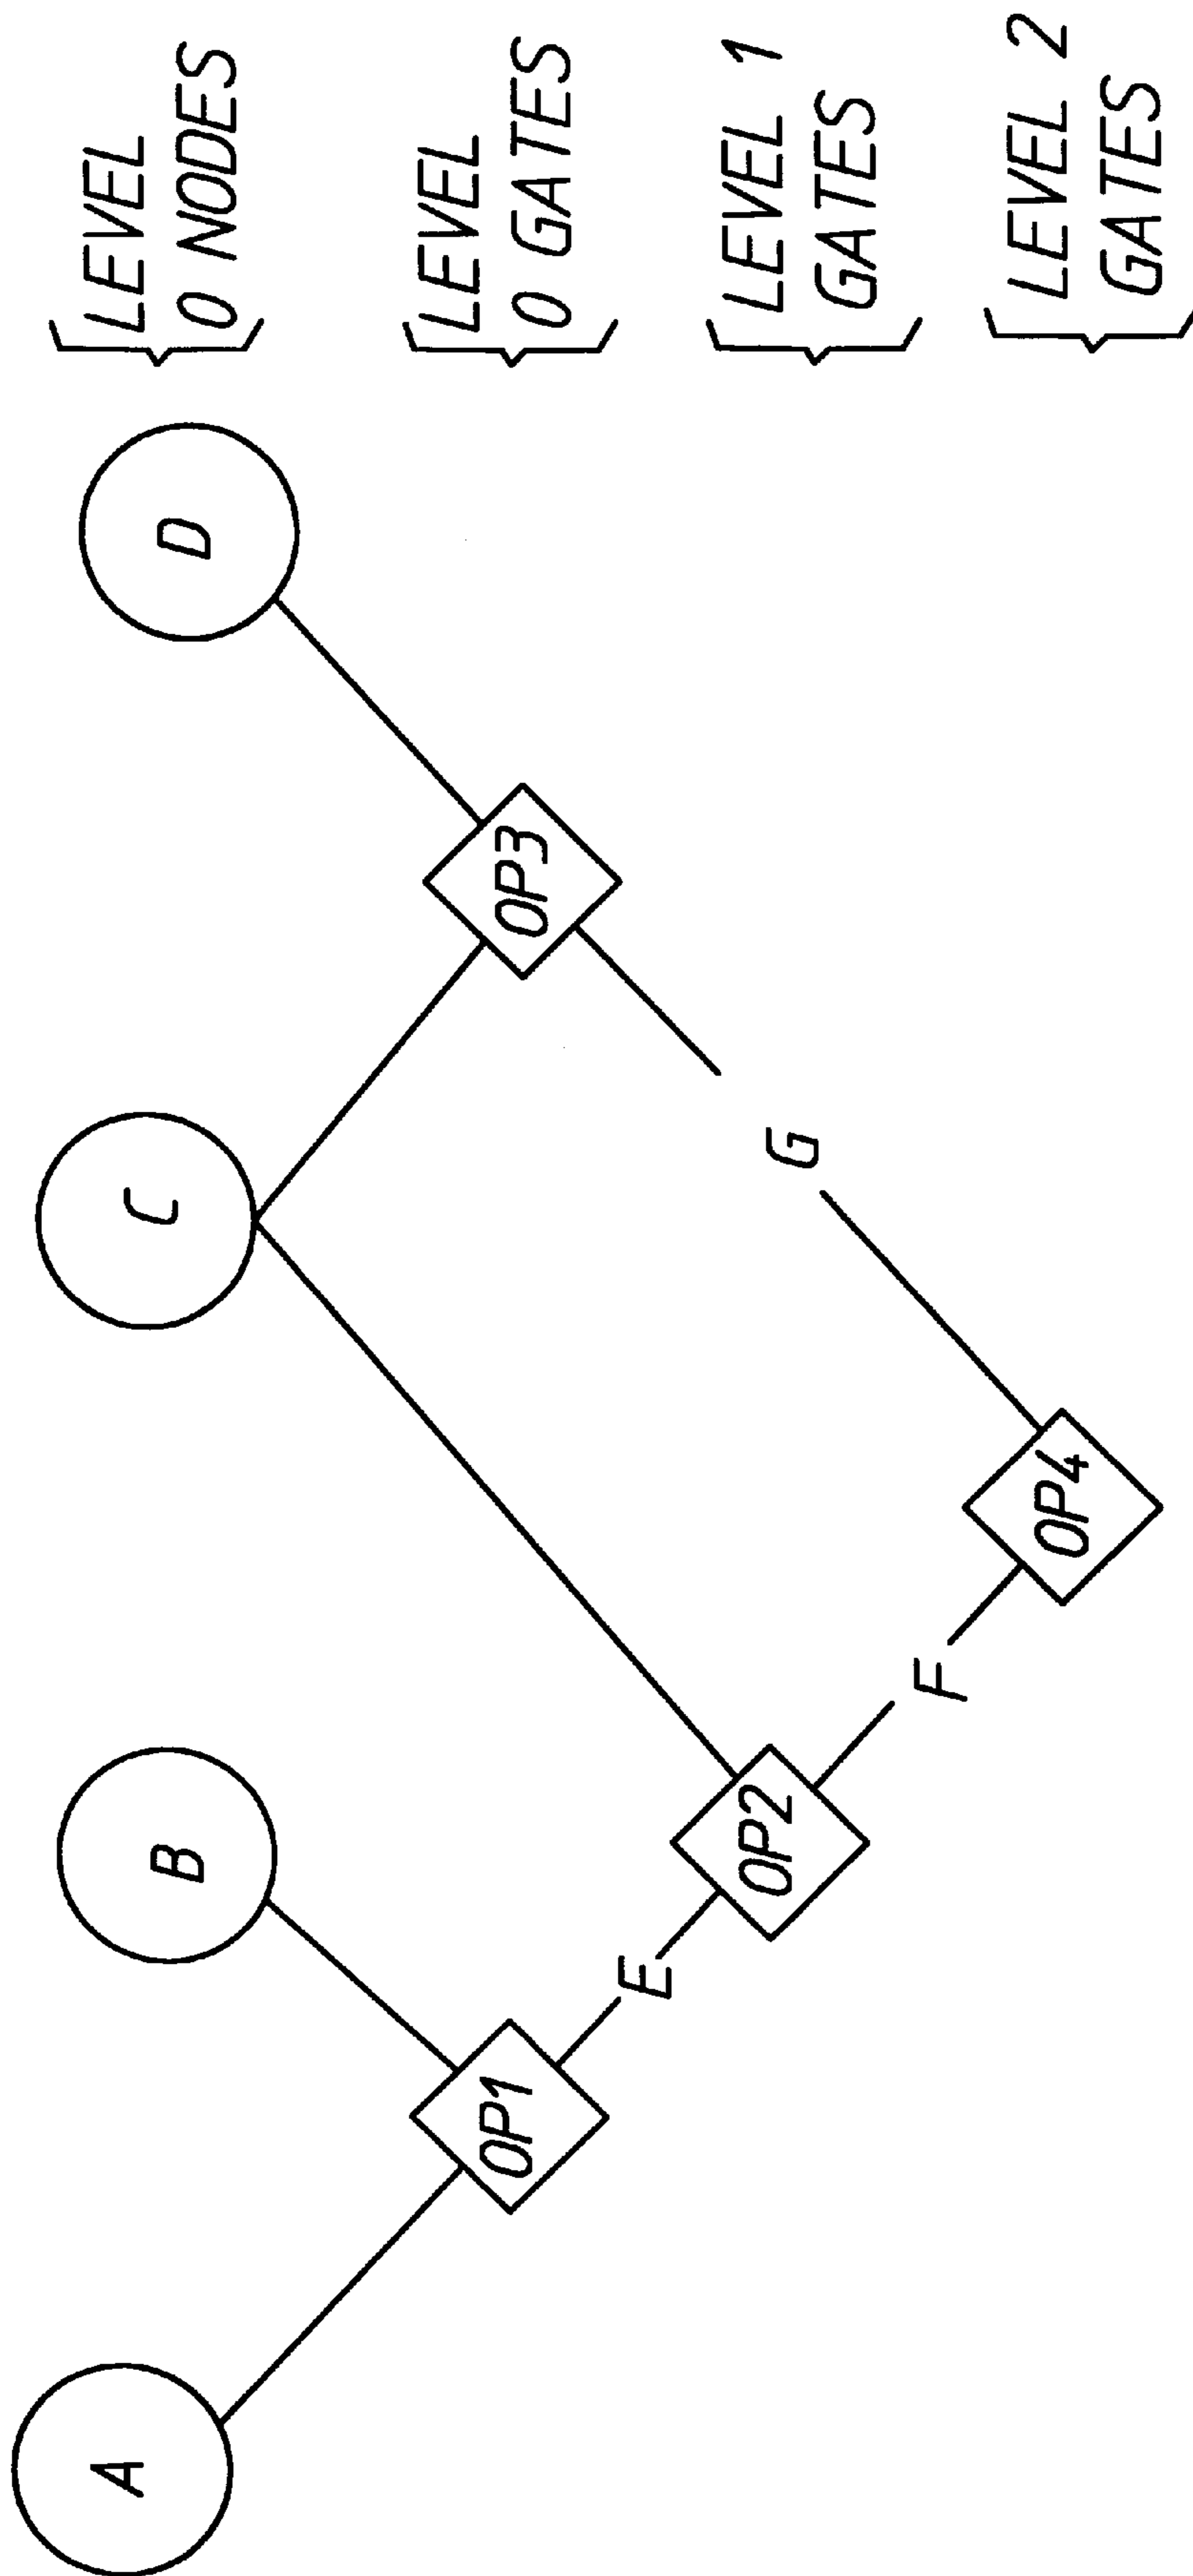 A
B
C
D
LEVEL
0 NODES
OP1
OP3
LEVEL
0 GATES
E
G
OP2
LEVEL 1
GATES
F
OP4
LEVEL 2
GATES